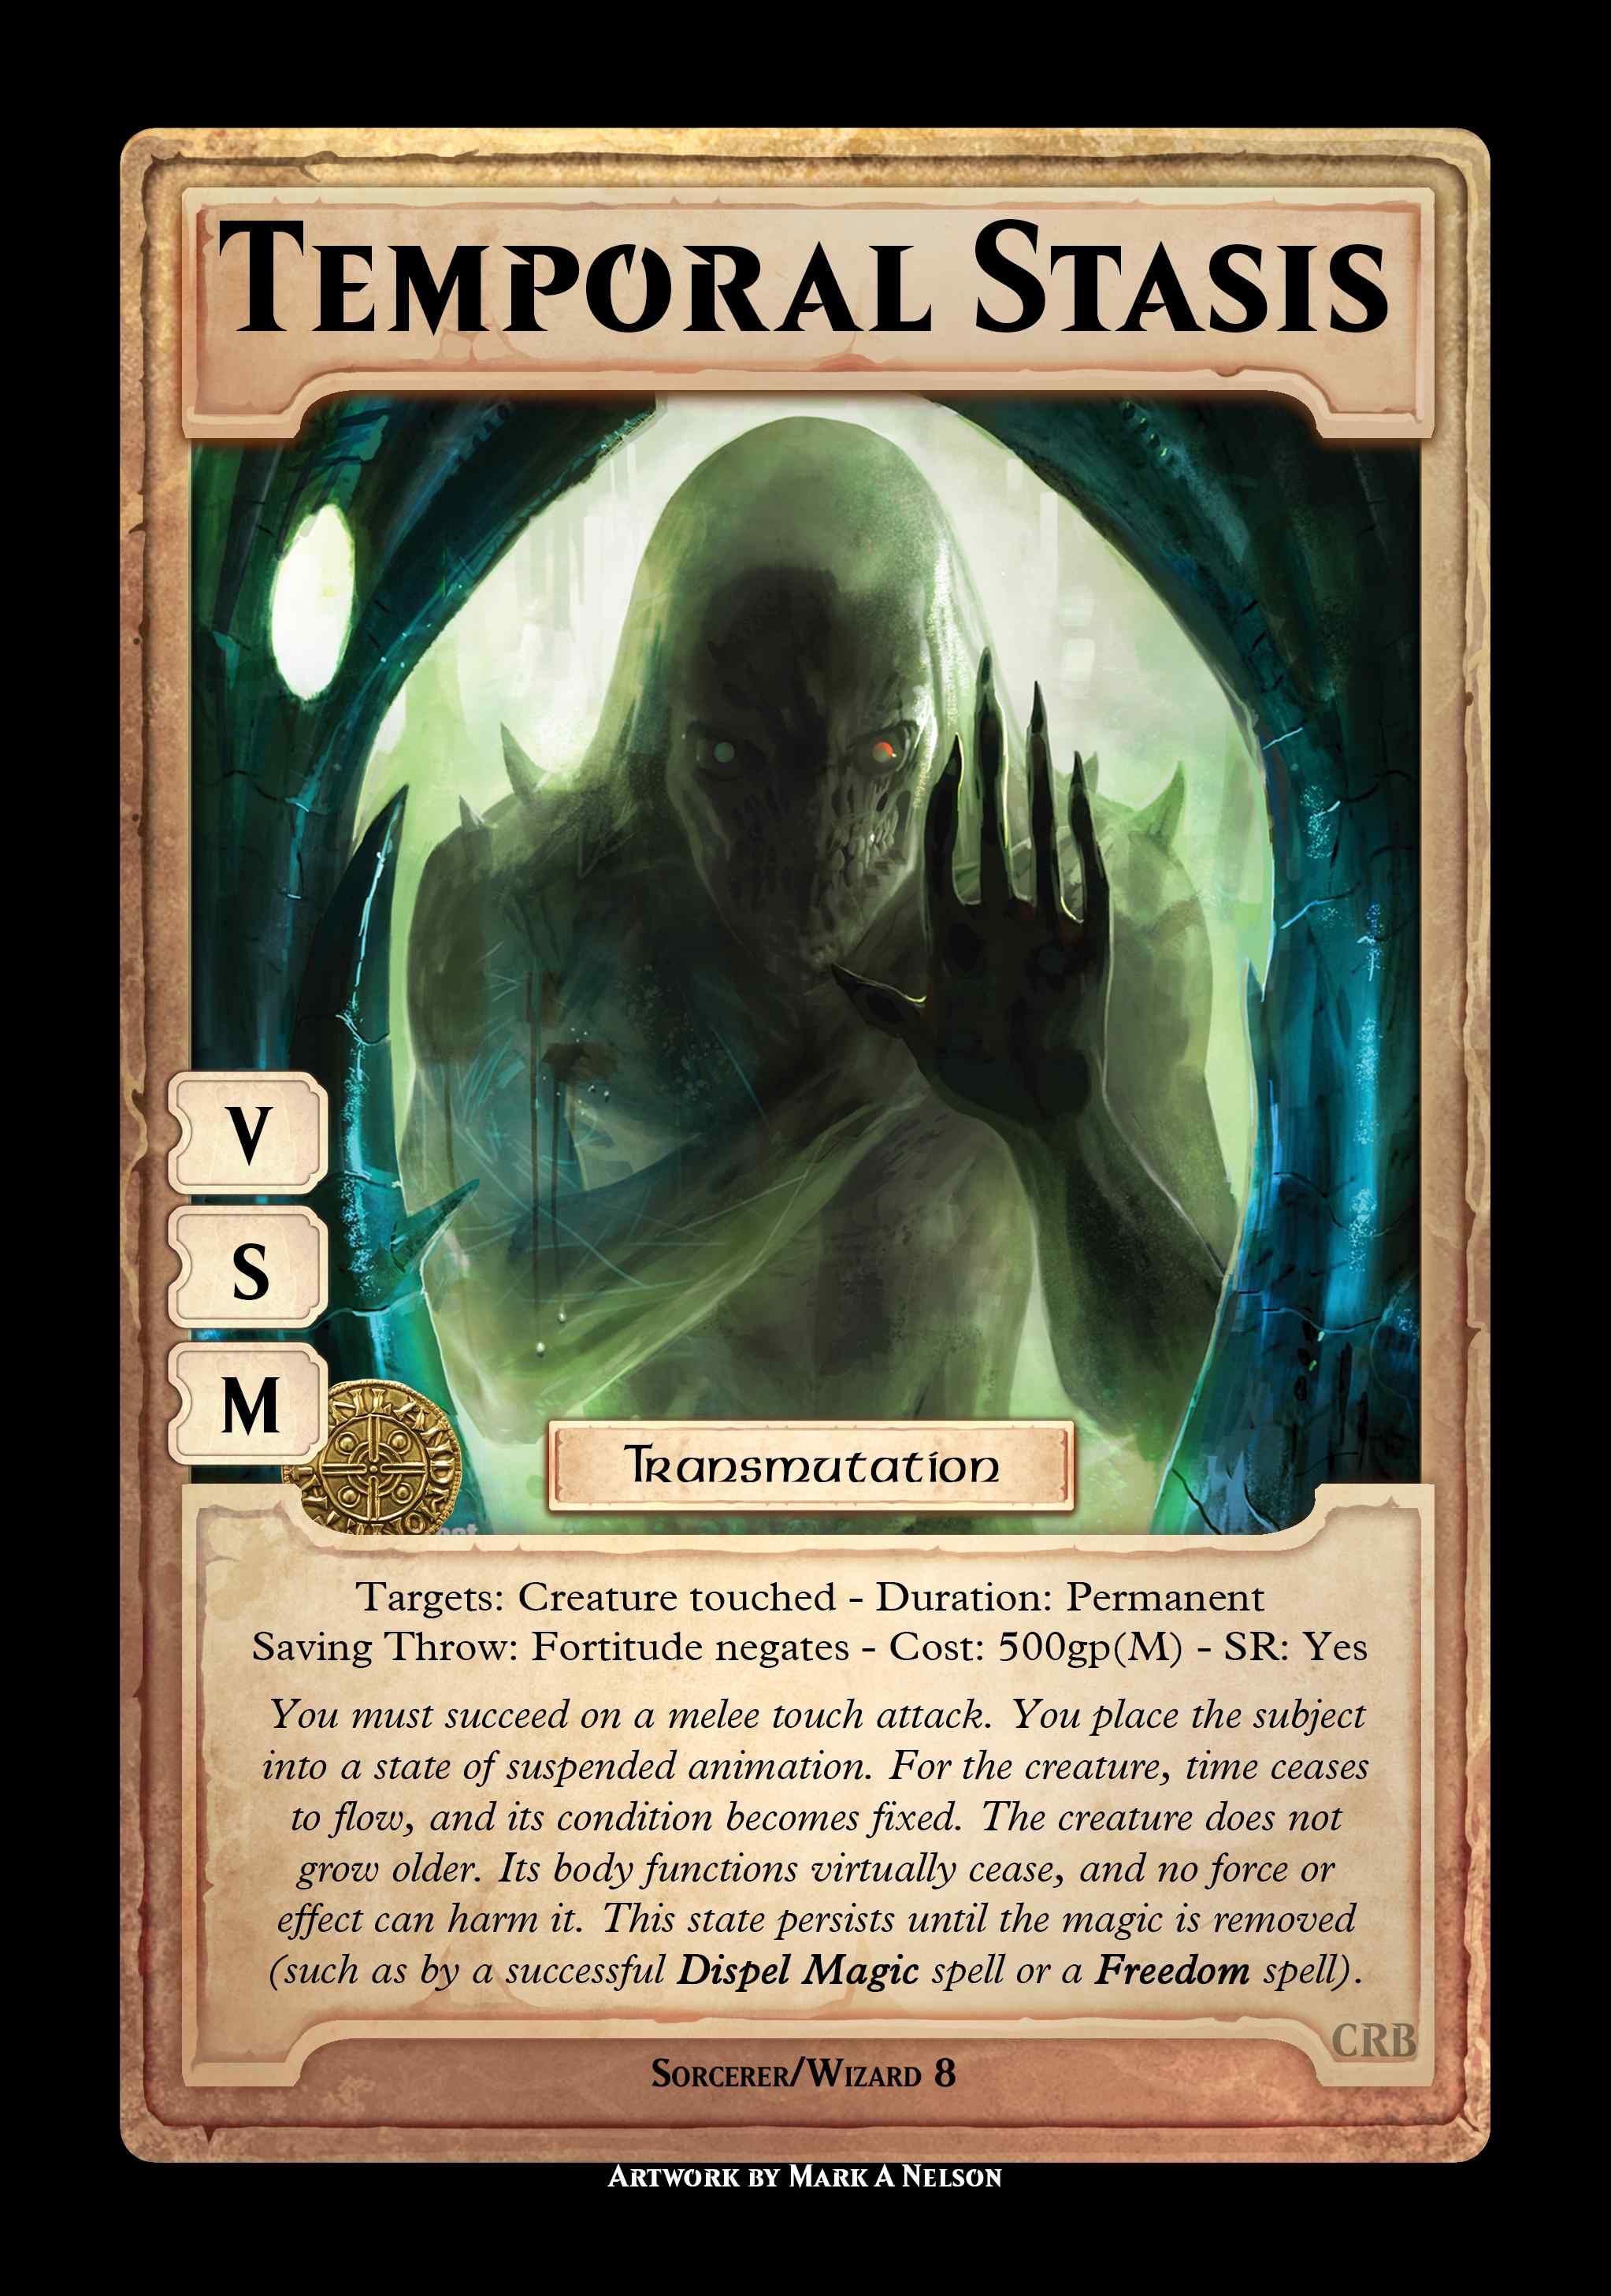 Temporal Stasis
V
S
M
Transmutation
Targets: Creature touched - Duration: Permanent
Saving Throw: Fortitude negates - Cost: 500gp(M) - SR: Yes
You must succeed on a melee touch attack. You place the subject
into a state of suspended animation. For the creature, time ceases
to flow, and its condition becomes fixed. The creature does not
grow older. Its body functions virtually cease, and no force or
effect can harm it. This state persists until the magic is removed
(such as by a successful Dispel Magic spell or a Freedom spell).
CRB
Sorcerer/Wizard 8
Artwork by Mark A Nelson